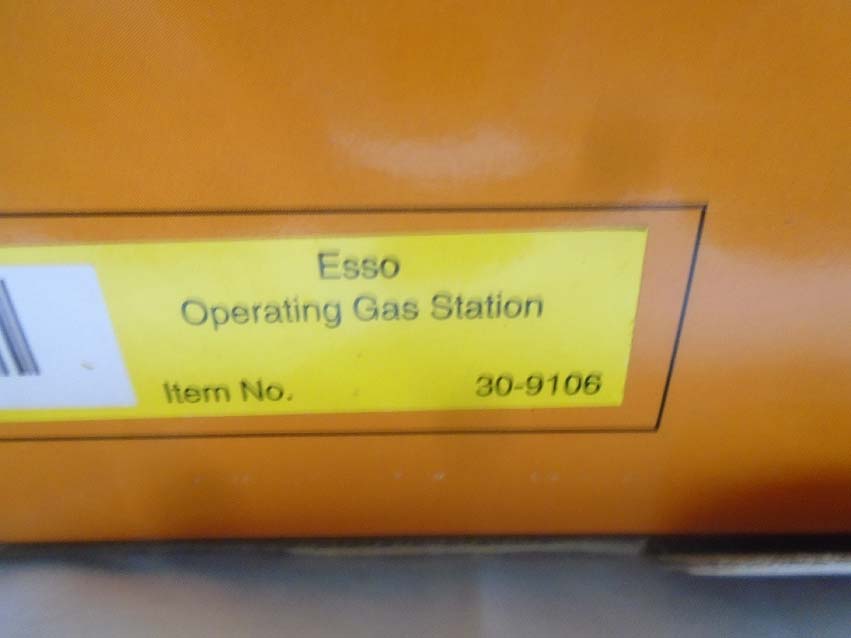 Esso
Operating Gas Station
Item No. 30-9106